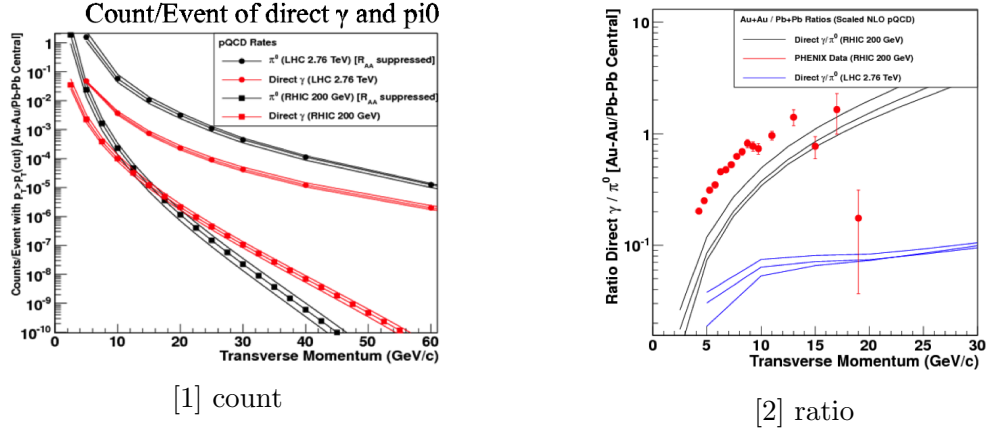 Count/Event of direct γ and pi0
Counts/Event with p_T>p_T(cut) [Au-Au/Pb-Pb Central]
1
10^-1
10^-2
10^-3
10^-4
10^-5
10^-6
10^-7
10^-8
10^-9
10^-10
pQCD Rates
π^0 (LHC 2.76 TeV) [R_AA suppressed]
Direct γ (LHC 2.76 TeV)
π^0 (RHIC 200 GeV) [R_AA suppressed]
Direct γ (RHIC 200 GeV)
0 10 20 30 40 50 60
Transverse Momentum (GeV/c)
[1] count
Ratio Direct γ / π^0 [Au-Au/Pb-Pb Central]
10
1
10^-1
Au+Au / Pb+Pb Ratios (Scaled NLO pQCD)
Direct γ/π^0 (RHIC 200 GeV)
PHENIX Data (RHIC 200 GeV)
Direct γ/π^0 (LHC 2.76 TeV)
0 5 10 15 20 25 30
Transverse Momentum (GeV/c)
[2] ratio